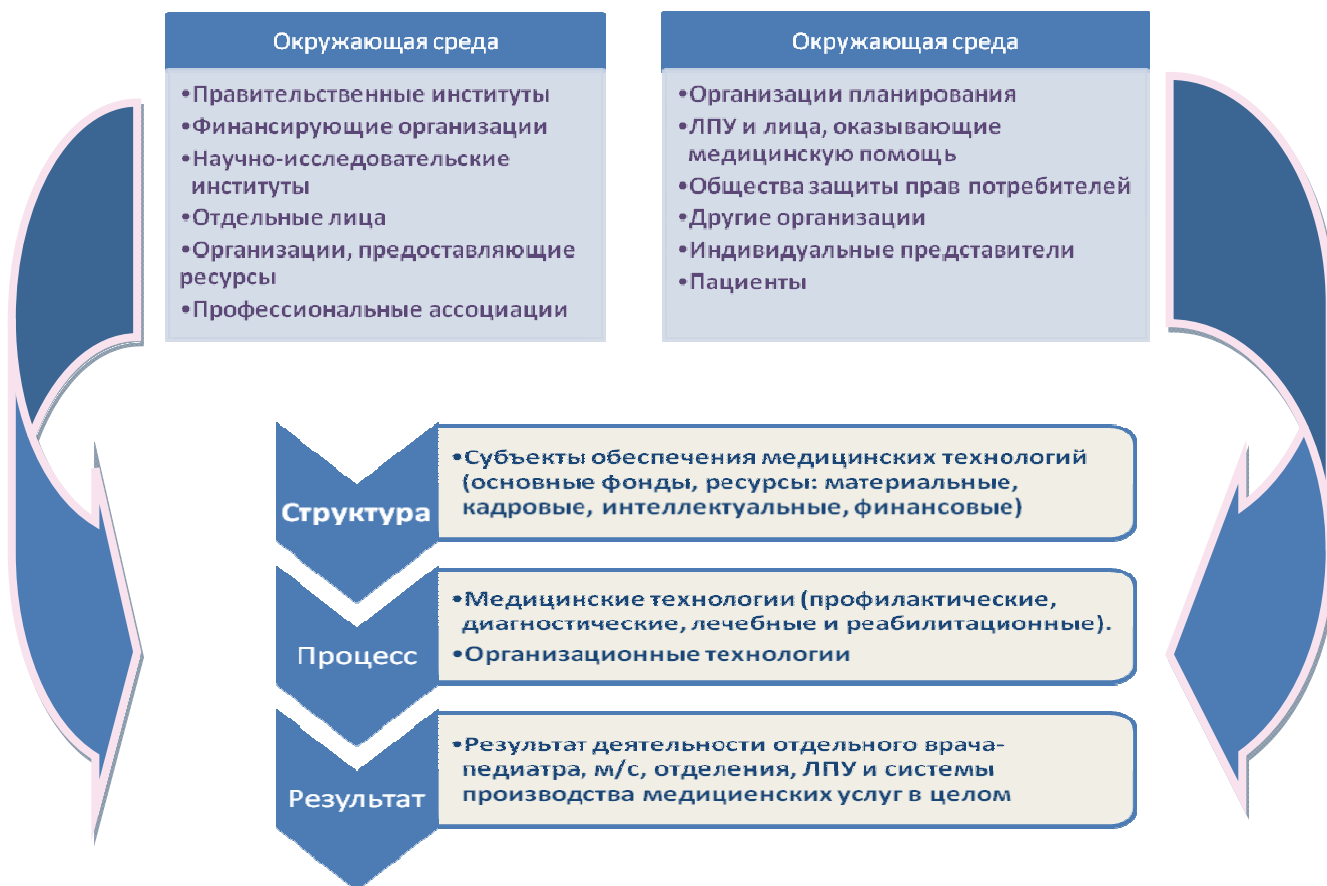 Окружающая среда
•Правительственные институты
•Финансирующие организации
•Научно-исследовательские
институты
•Отдельные лица
•Организации, предоставляющие
ресурсы
•Профессиональные ассоциации
Окружающая среда
•Организации планирования
•ЛПУ и лица, оказывающие
медицинскую помощь
•Общества защиты прав потребителей
•Другие организации
•Индивидуальные представители
•Пациенты
Структура
•Субъекты обеспечения медицинских технологий
(основные фонды, ресурсы: материальные,
кадровые, интеллектуальные, финансовые)
Процесс
•Медицинские технологии (профилактические,
диагностические, лечебные и реабилитационные).
•Организационные технологии
Результат
•Результат деятельности отдельного врача-
педиатра, м/с, отделения, ЛПУ и системы
производства медициенских услуг в целом